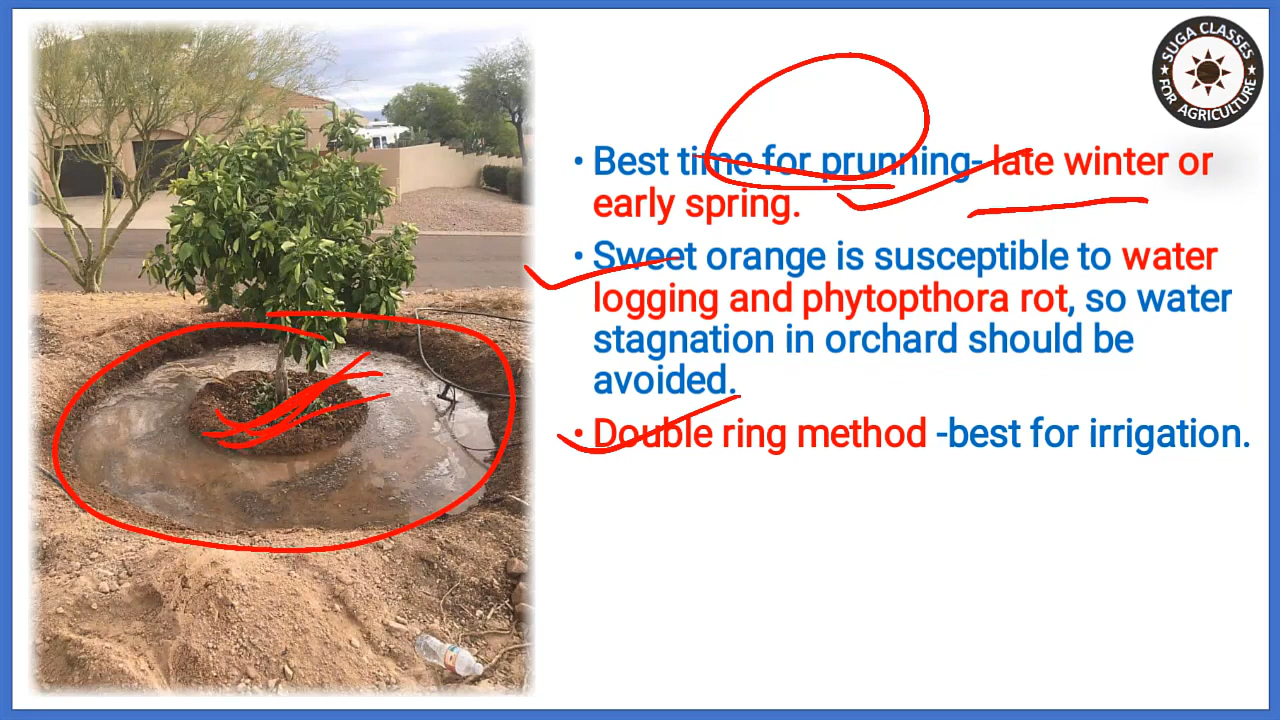 SUGA CLASSES
FOR AGRICULTURE
• Best time for prunning- late winter or
early spring.
• Sweet orange is susceptible to water
logging and phytopthora rot, so water
stagnation in orchard should be
avoided.
• Double ring method -best for irrigation.